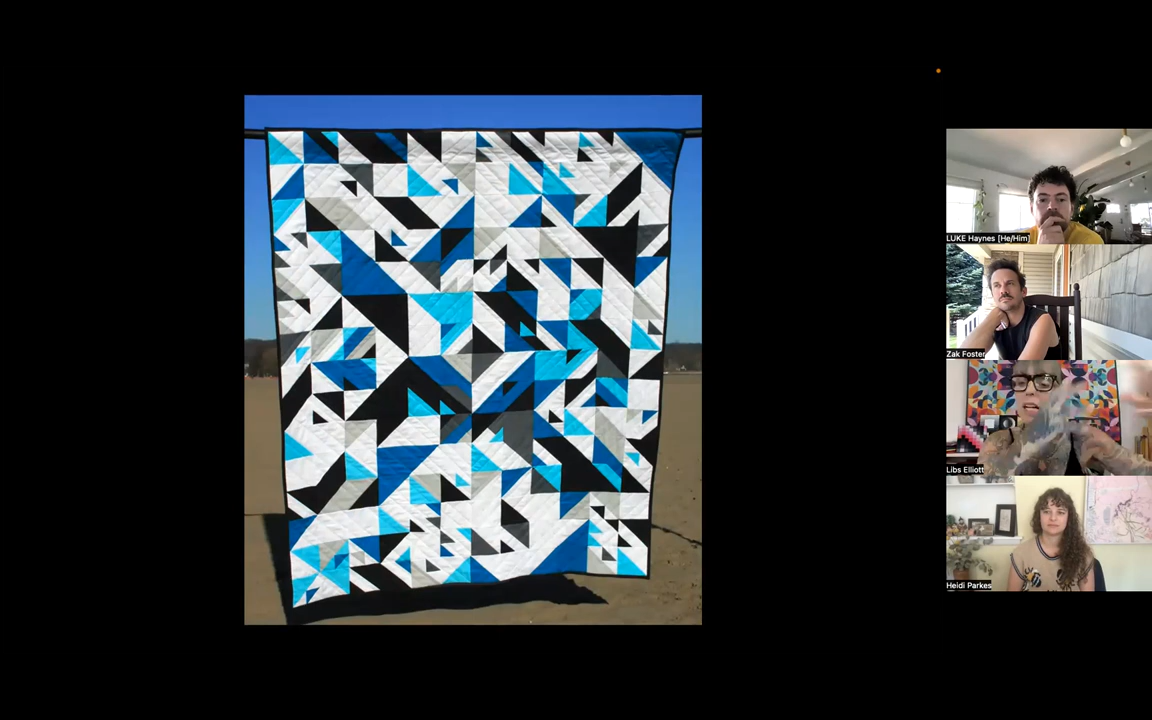 LUKE Haynes [He/Him]
Zak Foster
Libs Elliott
Heidi Parkes